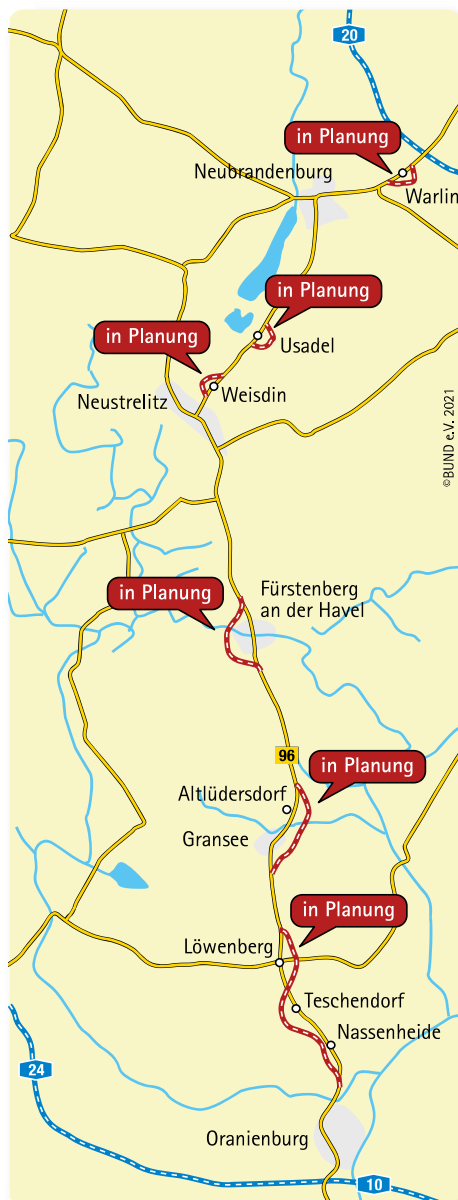 20
in Planung
Neubrandenburg
Warlin
in Planung
in Planung
Usadel
Weisdin
Neustrelitz
©BUND e.V. 2021
in Planung
Fürstenberg
an der Havel
96
in Planung
Altlüdersdorf
Gransee
in Planung
Löwenberg
Teschendorf
Nassenheide
24
Oranienburg
10